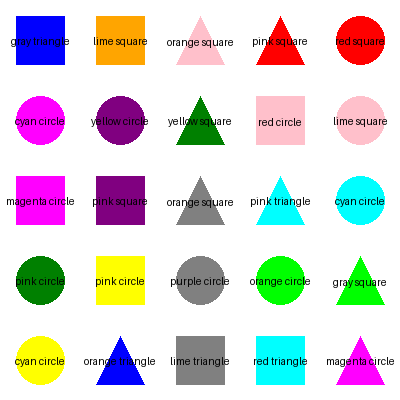 gray triangle lime square orange square pink square red square
cyan circle yellow circle yellow square red circle lime square
magenta circle pink square orange square pink triangle cyan circle
pink circle pink circle purple circle orange circle gray square
cyan circle orange triangle lime triangle red triangle magenta circle